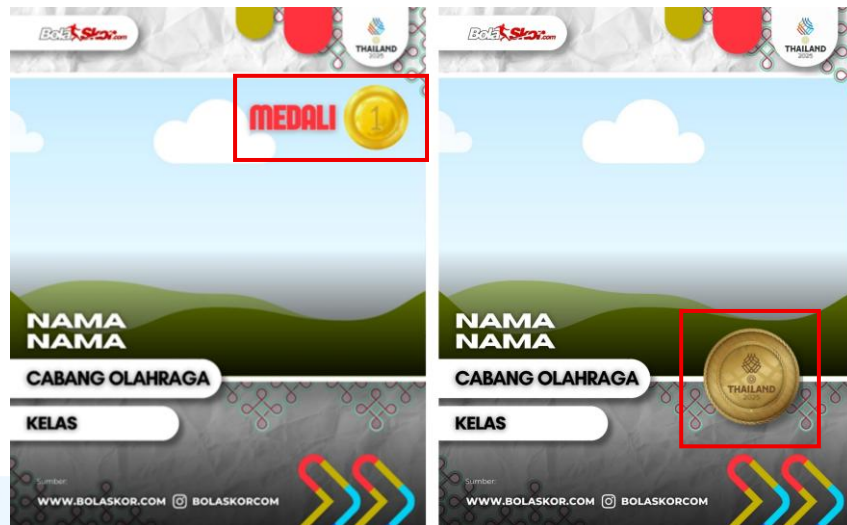 BolaSkor.com
THAILAND
2025
MEDALI
1
NAMA
NAMA
CABANG OLAHRAGA
KELAS
Sumber:
WWW.BOLASKOR.COM BOLASKORCOM
BolaSkor.com
THAILAND
2025
NAMA
NAMA
CABANG OLAHRAGA
THAILAND
2025
KELAS
Sumber:
WWW.BOLASKOR.COM BOLASKORCOM